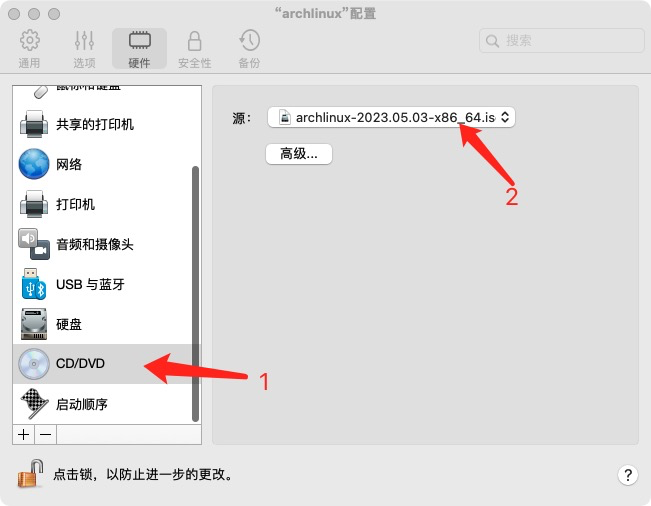 “archlinux”配置
通用
选项
硬件
安全性
备份
搜索
鼠标和键盘
共享的打印机
网络
打印机
音频和摄像头
USB 与蓝牙
硬盘
CD/DVD
启动顺序
源：
archlinux-2023.05.03-x86_64.is
高级...
2
1
点击锁，以防止进一步的更改。
?